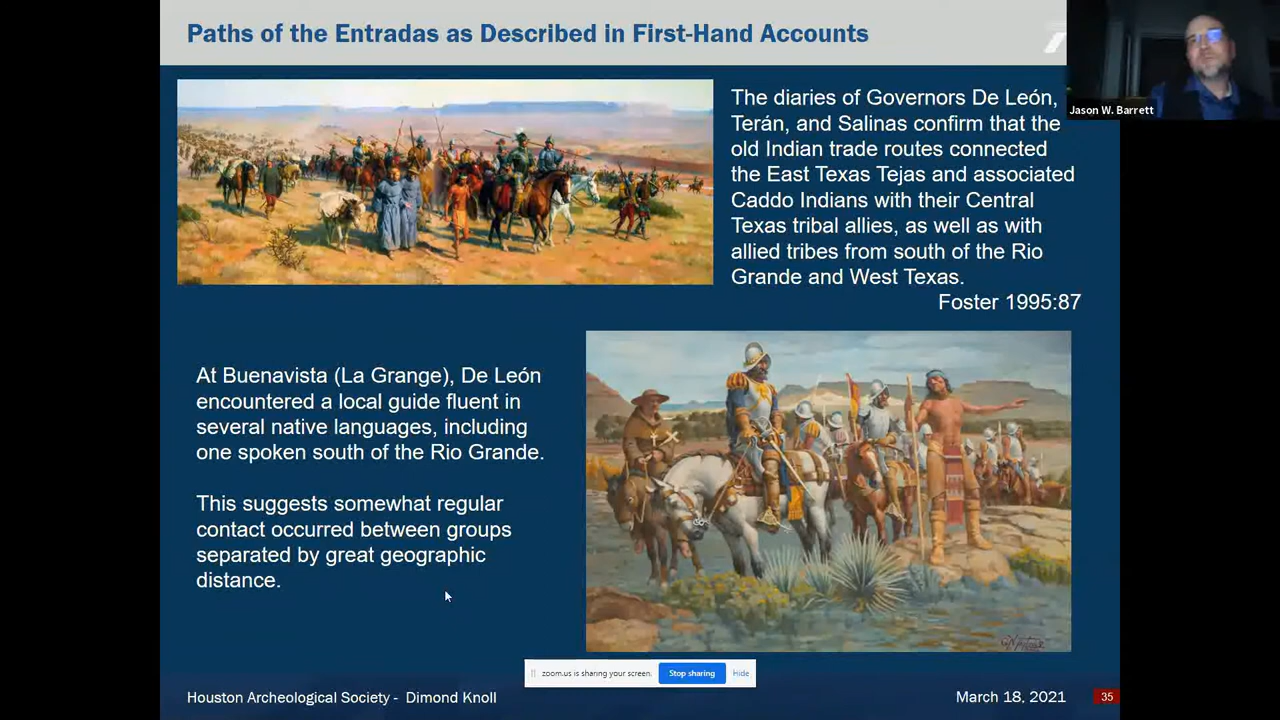 Paths of the Entradas as Described in First-Hand Accounts
Jason W. Barrett
The diaries of Governors De León,
Terán, and Salinas confirm that the
old Indian trade routes connected
the East Texas Tejas and associated
Caddo Indians with their Central
Texas tribal allies, as well as with
allied tribes from south of the Rio
Grande and West Texas.
Foster 1995:87
At Buenavista (La Grange), De León
encountered a local guide fluent in
several native languages, including
one spoken south of the Rio Grande.
This suggests somewhat regular
contact occurred between groups
separated by great geographic
distance.
zoom.us is sharing your screen.
Stop sharing
Hide
Houston Archeological Society - Dimond Knoll
March 18, 2021
35